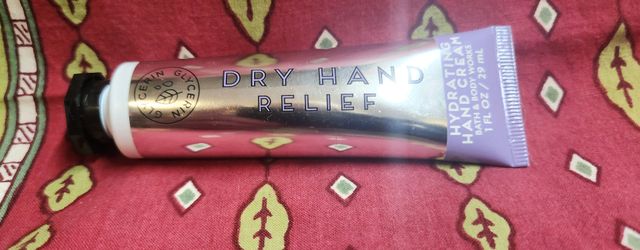 GLYCERIN GLYCERIN
DRY HAND
RELIEF
HYDRATING
HAND CREAM
BATH & BODY WORKS
1 FL OZ / 29 mL